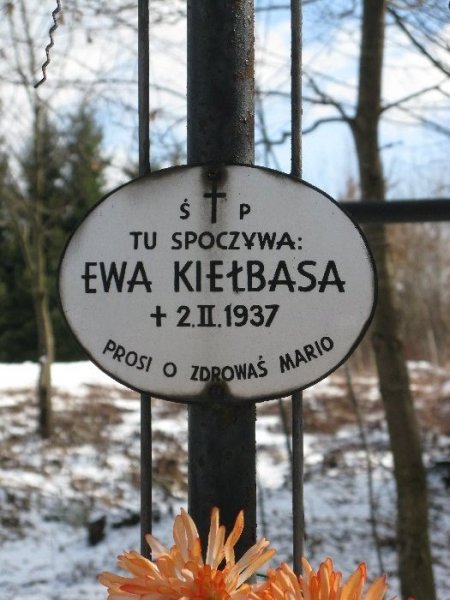 Ś † P
TU SPOCZYWA:
EWA KIEŁBASA
† 2.II.1937
PROSI O ZDROWAŚ MARIO